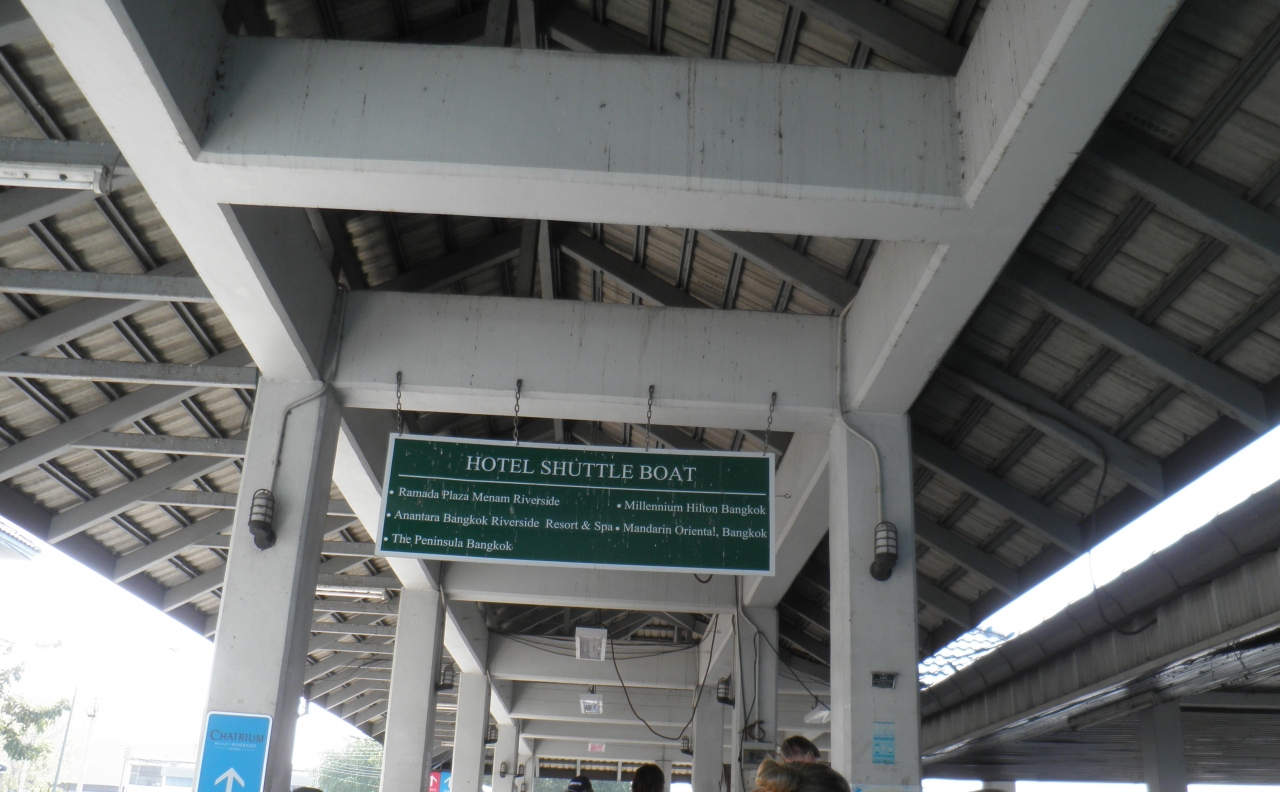 HOTEL SHUTTLE BOAT
• Ramada Plaza Menam Riverside
• Anantara Bangkok Riverside Resort & Spa
• The Peninsula Bangkok
• Millennium Hilton Bangkok
• Mandarin Oriental, Bangkok
CHATRIUM